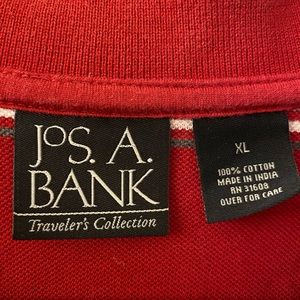 JOS. A.
BANK
Traveler's Collection
XL
100% COTTON
MADE IN INDIA
RN 31608
OVER FOR CARE